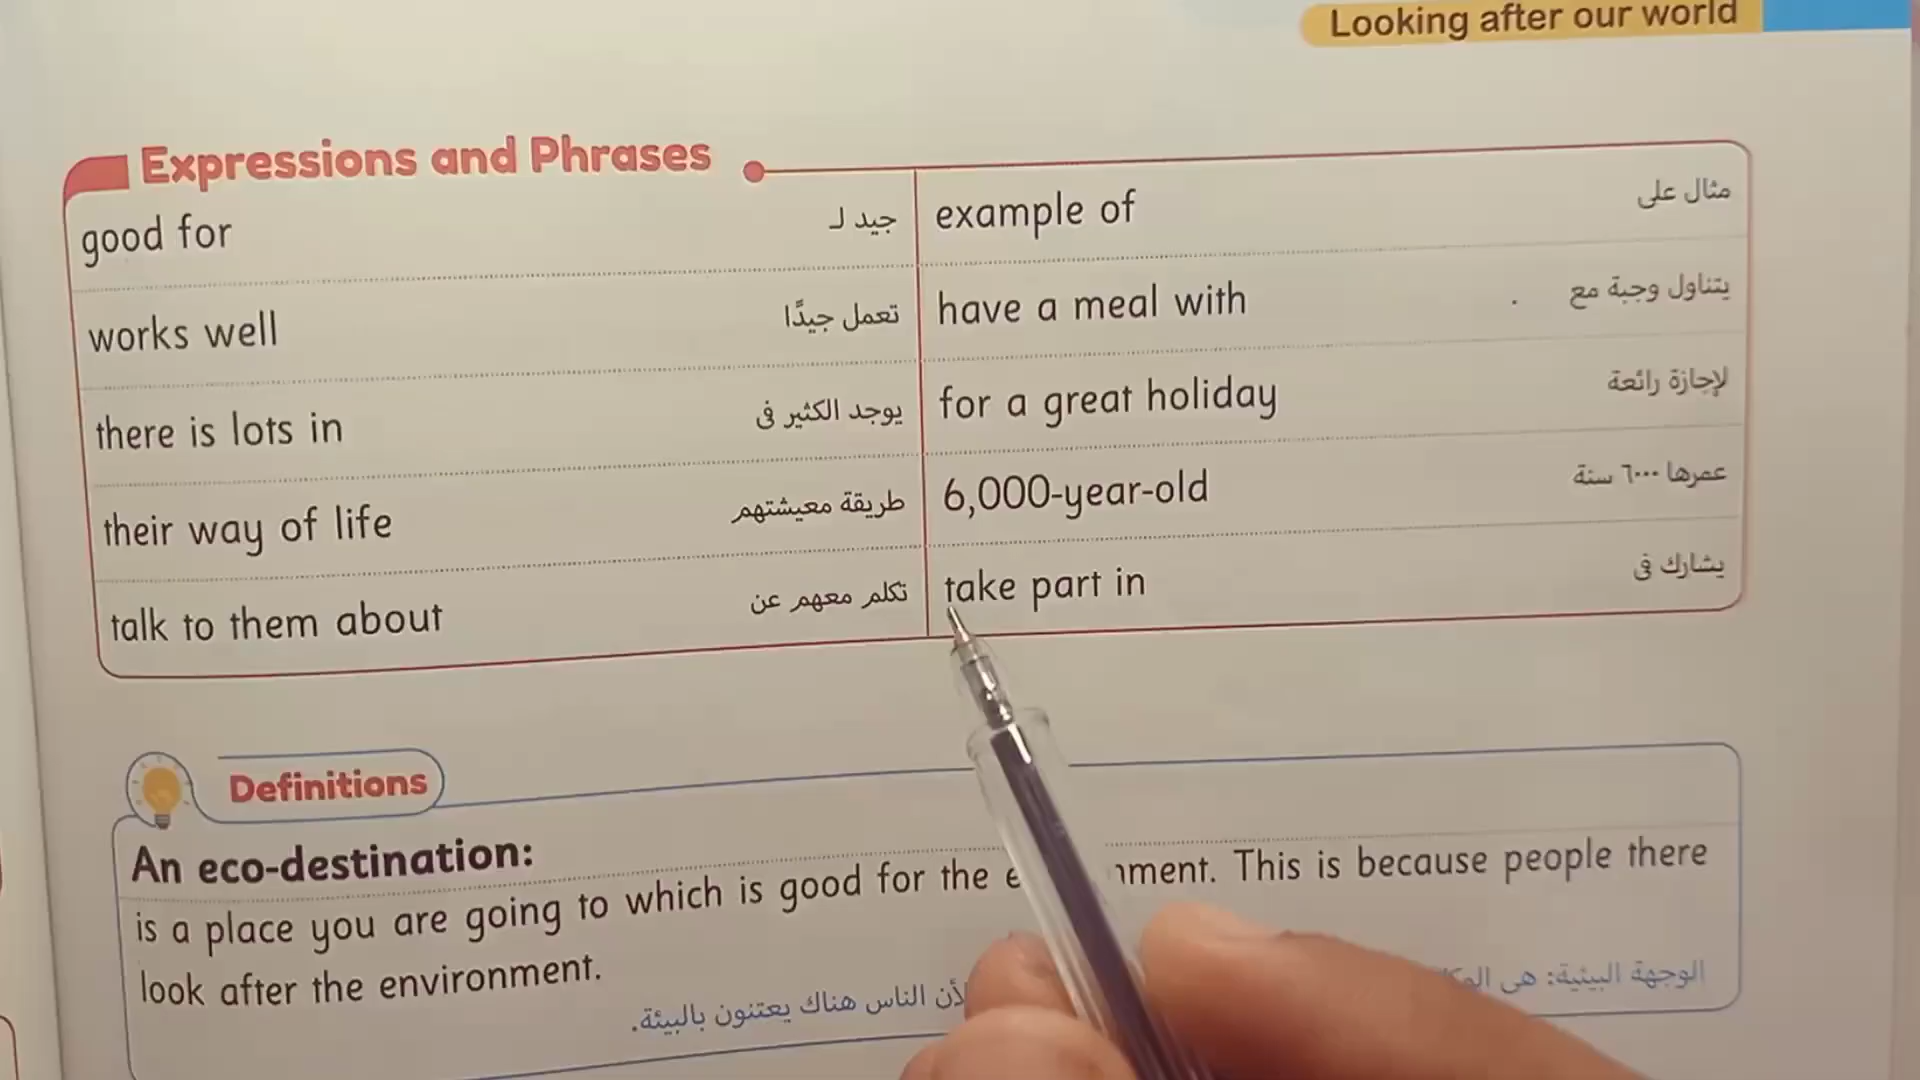 Looking after our world
Expressions and Phrases
good for جيد لـ
example of مثال على
works well تعمل جيدًا
have a meal with يتناول وجبة مع
there is lots in يوجد الكثير فى
for a great holiday لإجازة رائعة
their way of life طريقة معيشتهم
6,000-year-old عمرها ٦٠٠٠ سنة
talk to them about تكلم معهم عن
take part in يشارك فى
Definitions
An eco-destination:
is a place you are going to which is good for the This is because people there
look after the environment.
الوجهة البيئية: هى
لأن الناس هناك يعتنون بالبيئة.